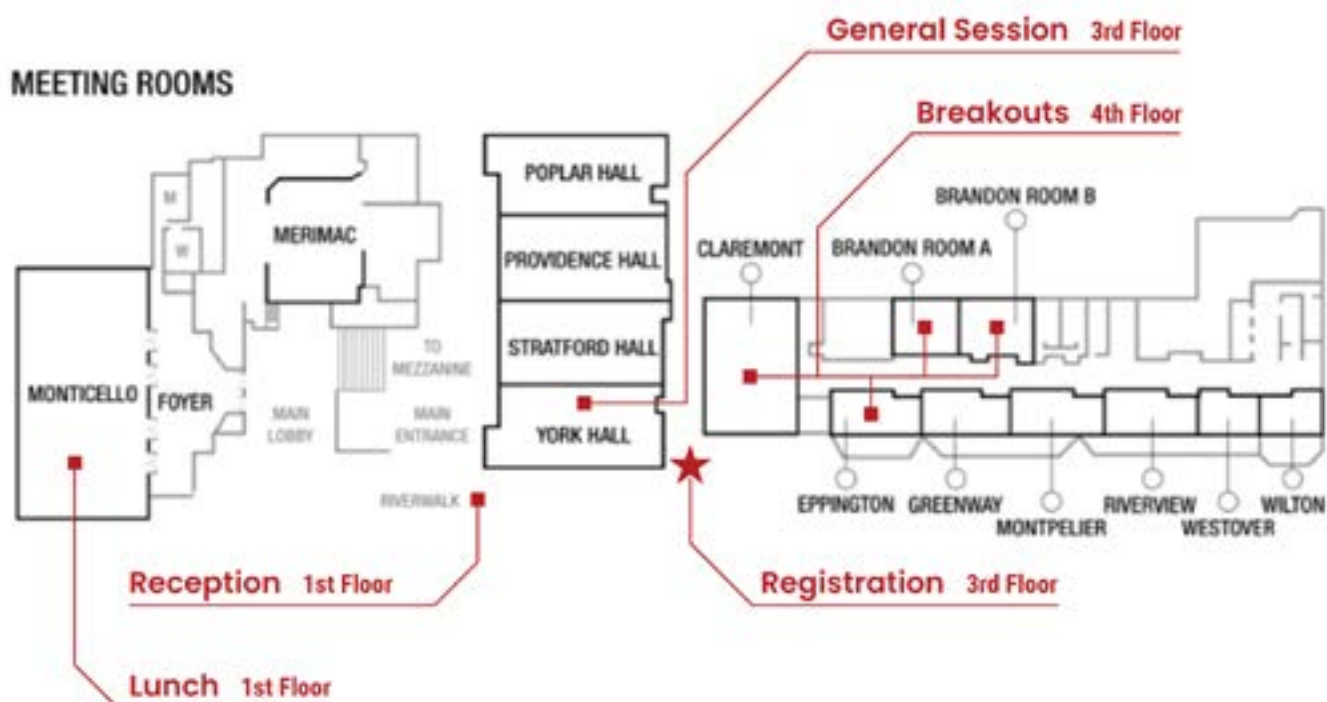 General Session 3rd Floor
MEETING ROOMS
Breakouts 4th Floor
POPLAR HALL
BRANDON ROOM B
M
MERIMAC
CLAREMONT
BRANDON ROOM A
W
PROVIDENCE HALL
STRATFORD HALL
TO
MEZZANINE
MONTICELLO
FOYER
MAIN
LOBBY
MAIN
ENTRANCE
YORK HALL
RIVERWALK
EPPINGTON
GREENWAY
MONTPELIER
RIVERVIEW
WESTOVER
WILTON
Reception 1st Floor
Registration 3rd Floor
Lunch 1st Floor